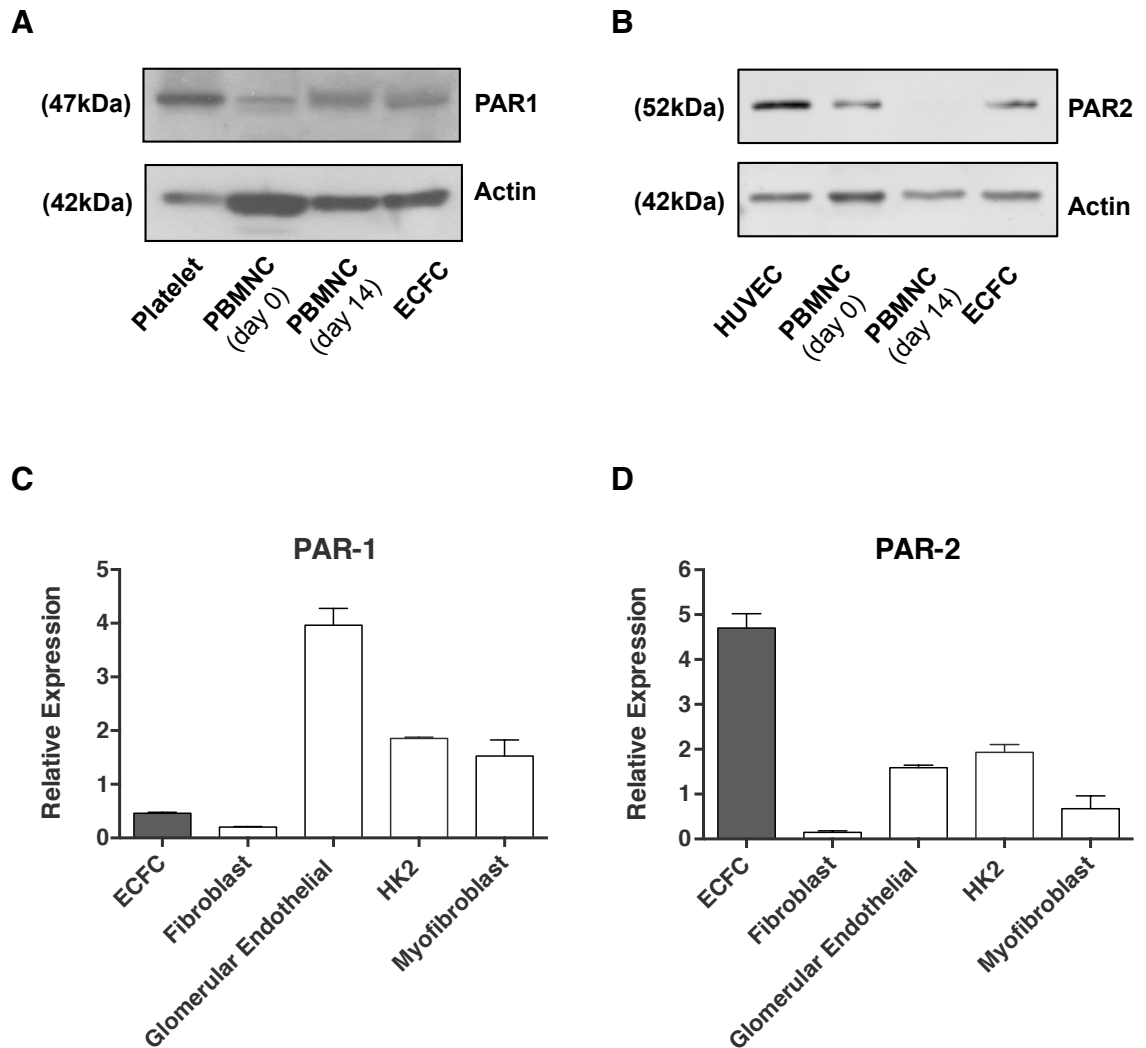 A
(47kDa)
PAR1
(42kDa)
Actin
Platelet
PBMNC
(day 0)
PBMNC
(day 14)
ECFC
B
(52kDa)
PAR2
(42kDa)
Actin
HUVEC
PBMNC
(day 0)
PBMNC
(day 14)
ECFC
C
PAR-1
Relative Expression
5
4
3
2
1
0
ECFC
Fibroblast
Glomerular Endothelial
HK2
Myofibroblast
D
PAR-2
Relative Expression
6
5
4
3
2
1
0
ECFC
Fibroblast
Glomerular Endothelial
HK2
Myofibroblast